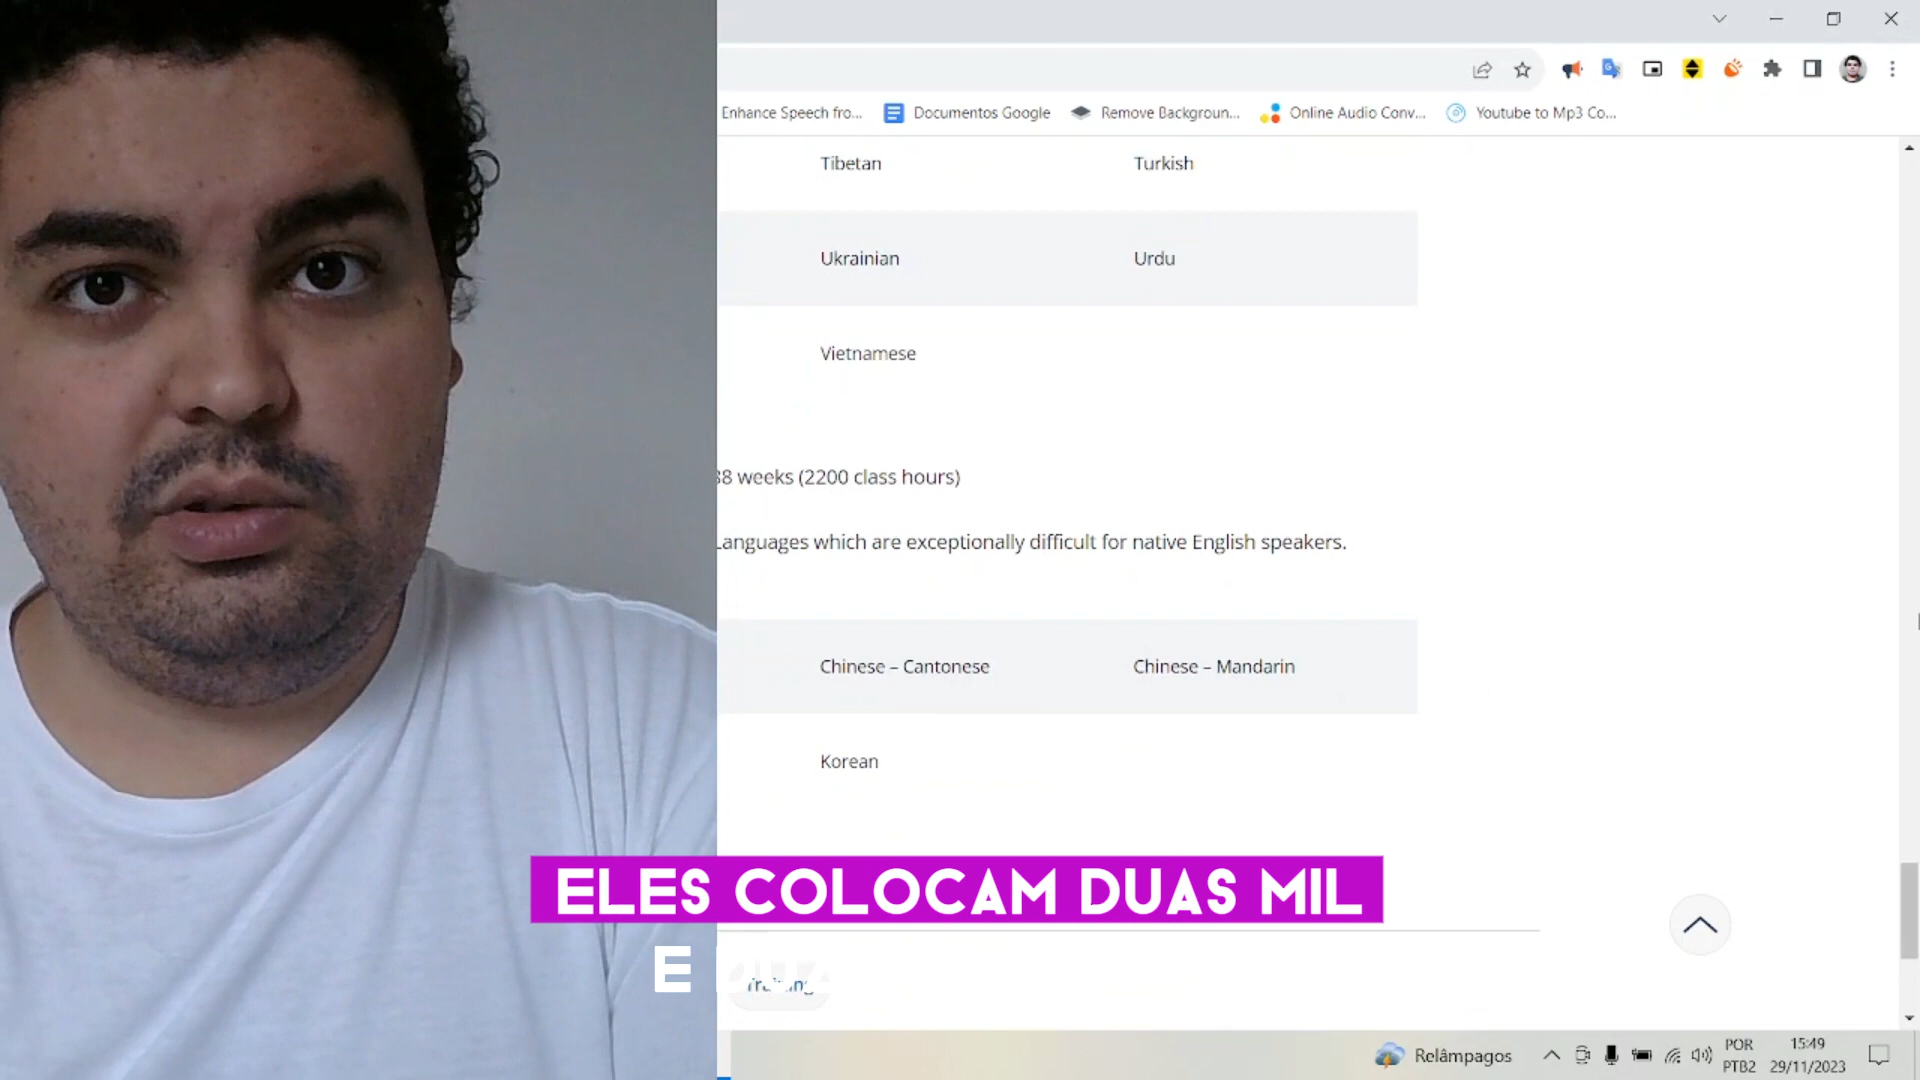 Enhance Speech fro... Documentos Google Remove Backgroun... Online Audio Conv... Youtube to Mp3 Co...
Tibetan Turkish
Ukrainian Urdu
Vietnamese
88 weeks (2200 class hours)
Languages which are exceptionally difficult for native English speakers.
Chinese – Cantonese Chinese – Mandarin
Korean
ELES COLOCAM DUAS MIL
E
Relâmpagos POR 15:49
PTB2 29/11/2023